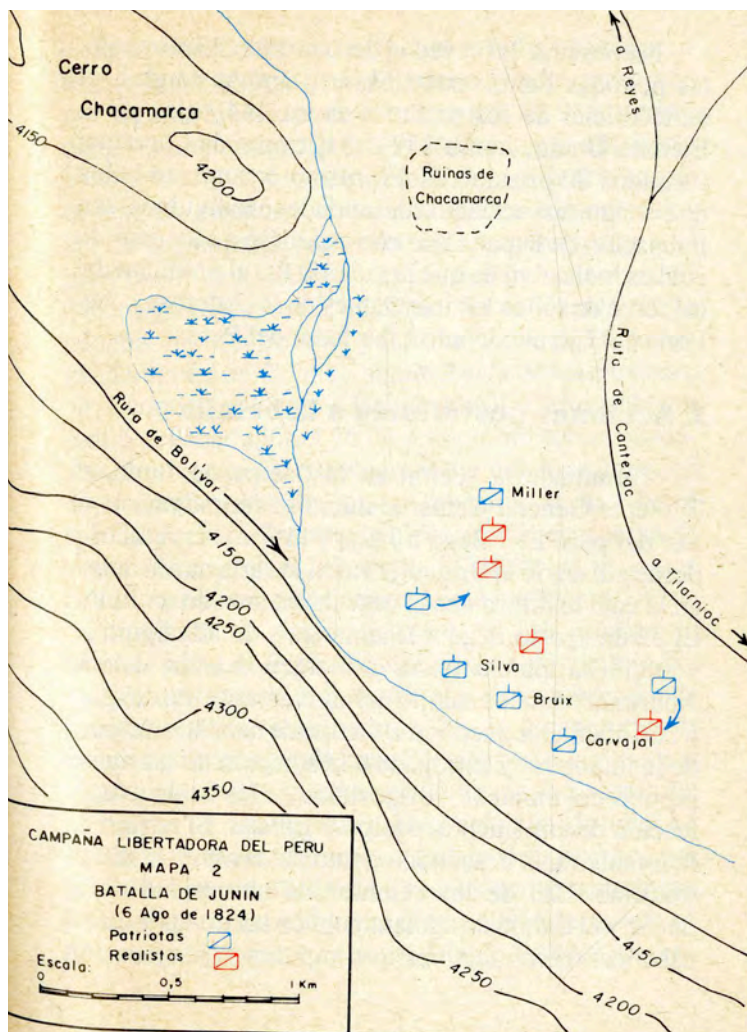 Cerro
Chacamarca
4150
4200
a Reyes
Ruinas de
Chacamarca
Ruta de Canterac
a Tilarnioc
Ruta de Bolívar
4150
4200
4250
4300
4350
Miller
Silva
Bruix
Carvajal
4150
4200
4250
CAMPAÑA LIBERTADORA DEL PERU
MAPA 2
BATALLA DE JUNIN
(6 Ago de 1824)
Patriotas
Realistas
Escala:
0 0,5 1 Km